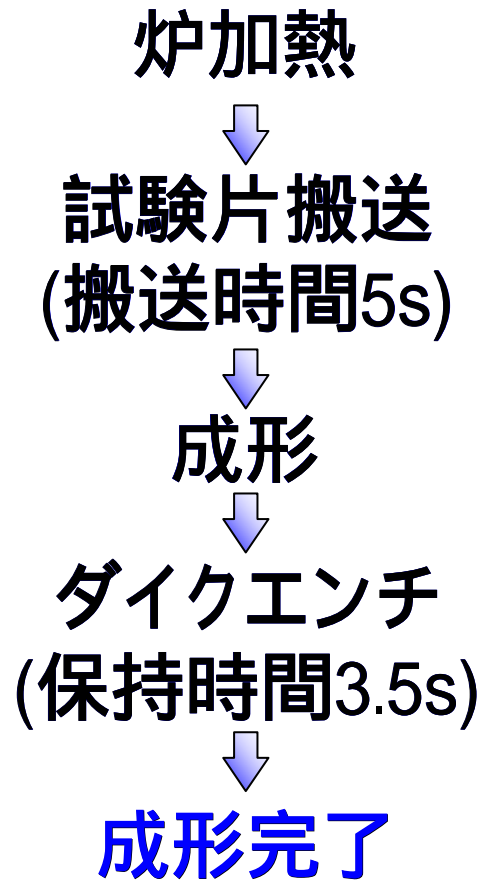 炉加熱
試験片搬送
(搬送時間5s)
成形
ダイクエンチ
(保持時間3.5s)
成形完了